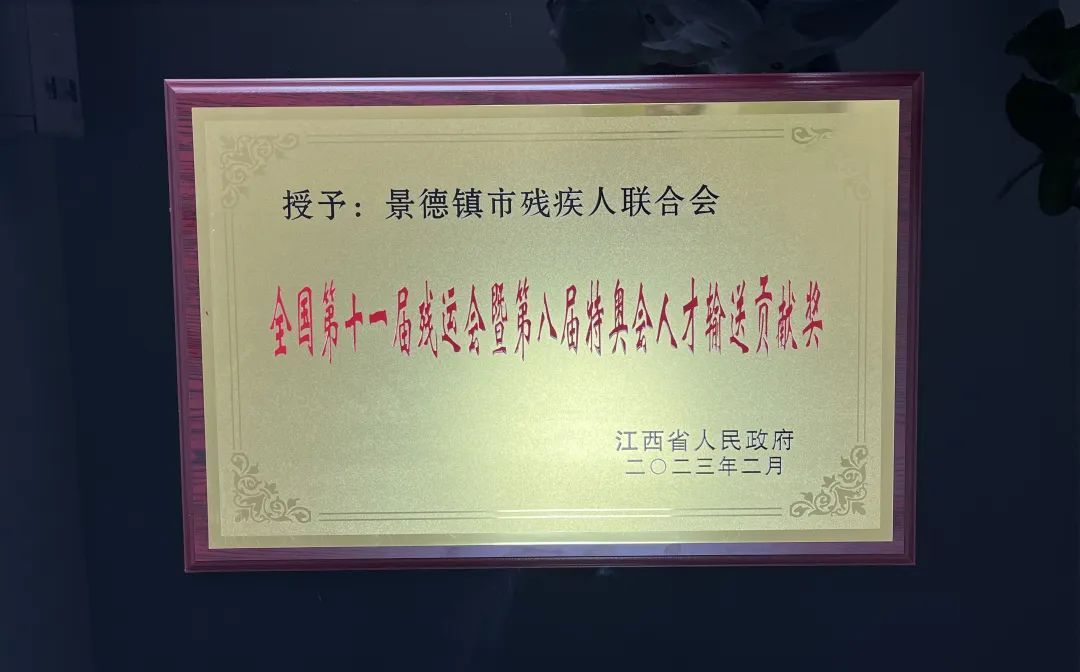 授予：景德镇市残疾人联合会
全国第十一届残运会暨第八届特奥会人才输送贡献奖
江西省人民政府
二〇二三年二月